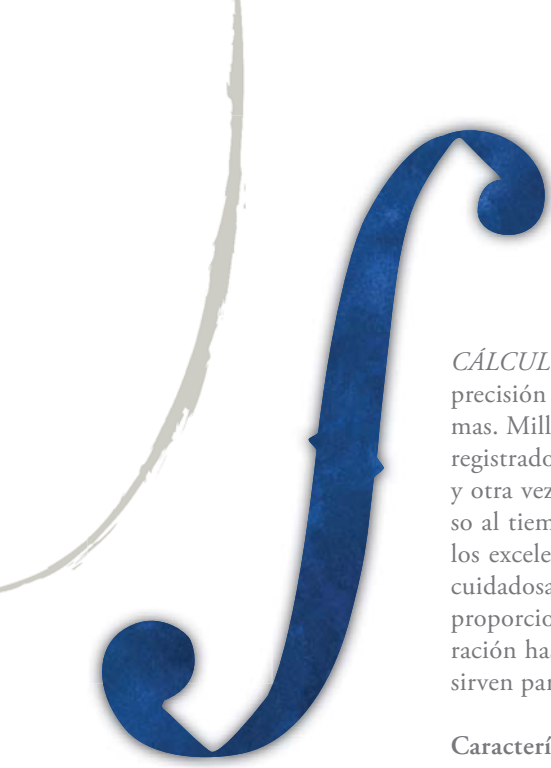 CÁLCUL
precisión
mas. Mill
registrado
y otra vez
so al tiem
los excele
cuidadosa
proporcio
ración ha
sirven par
Caracterí